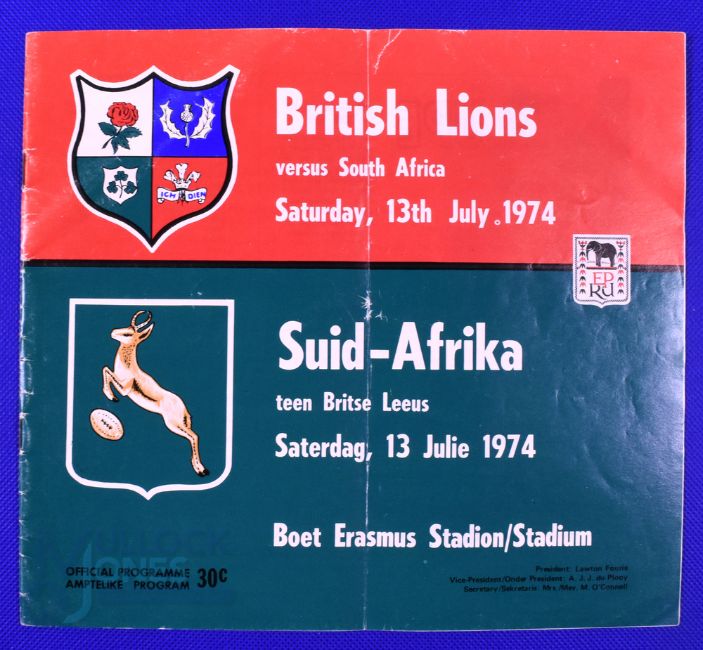 British Lions
versus South Africa
Saturday, 13th July 1974
ICH DIEN
EP
RU
Suid-Afrika
teen Britse Leeus
Saterdag, 13 Julie 1974
Boet Erasmus Stadion/Stadium
OFFICIAL PROGRAMME
AMPTELIKE PROGRAM 30c
President: Lawton Fourie
Vice-President/Onder President: A. J. J. du Plooy
Secretary/Sekretaris: Mrs./Mev. M. O'Connell